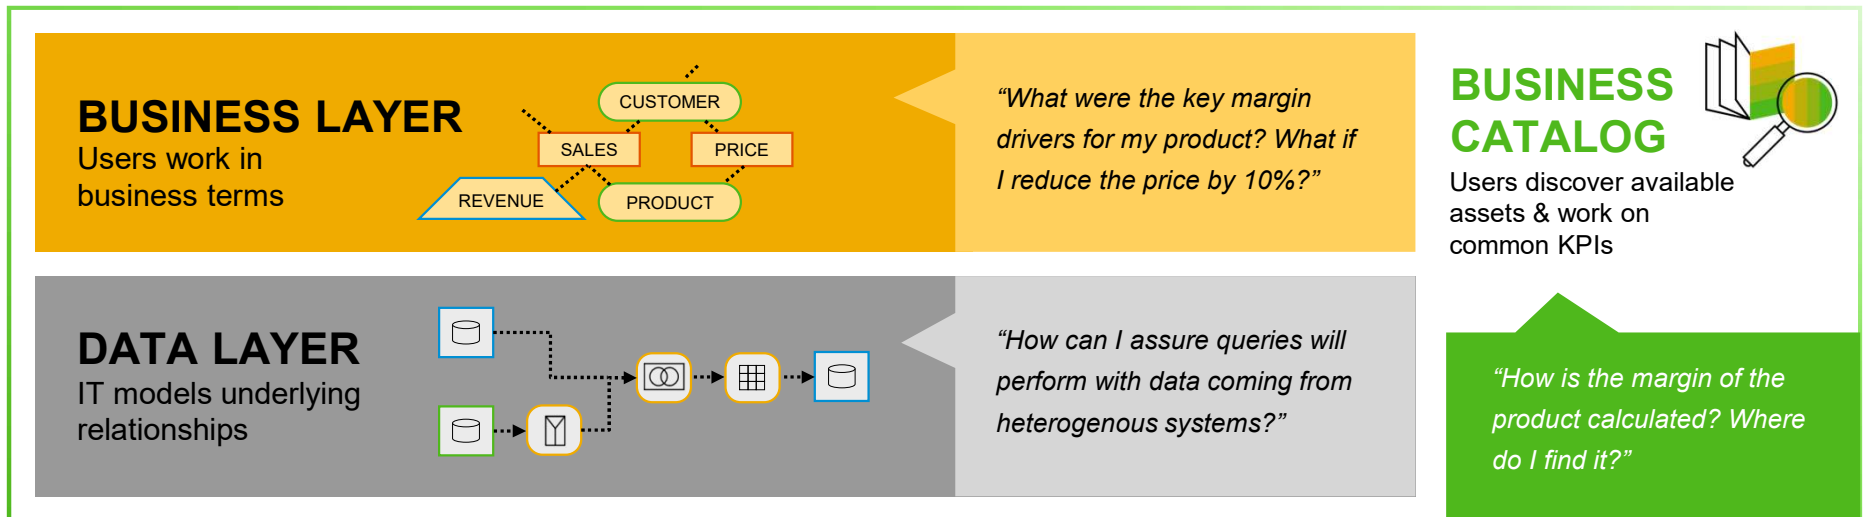 BUSINESS LAYER
Users work in
business terms
CUSTOMER
SALES
PRICE
REVENUE
PRODUCT
“What were the key margin
drivers for my product? What if
I reduce the price by 10%?”
DATA LAYER
IT models underlying
relationships
“How can I assure queries will
perform with data coming from
heterogenous systems?”
BUSINESS
CATALOG
Users discover available
assets & work on
common KPIs
“How is the margin of the
product calculated? Where
do I find it?”